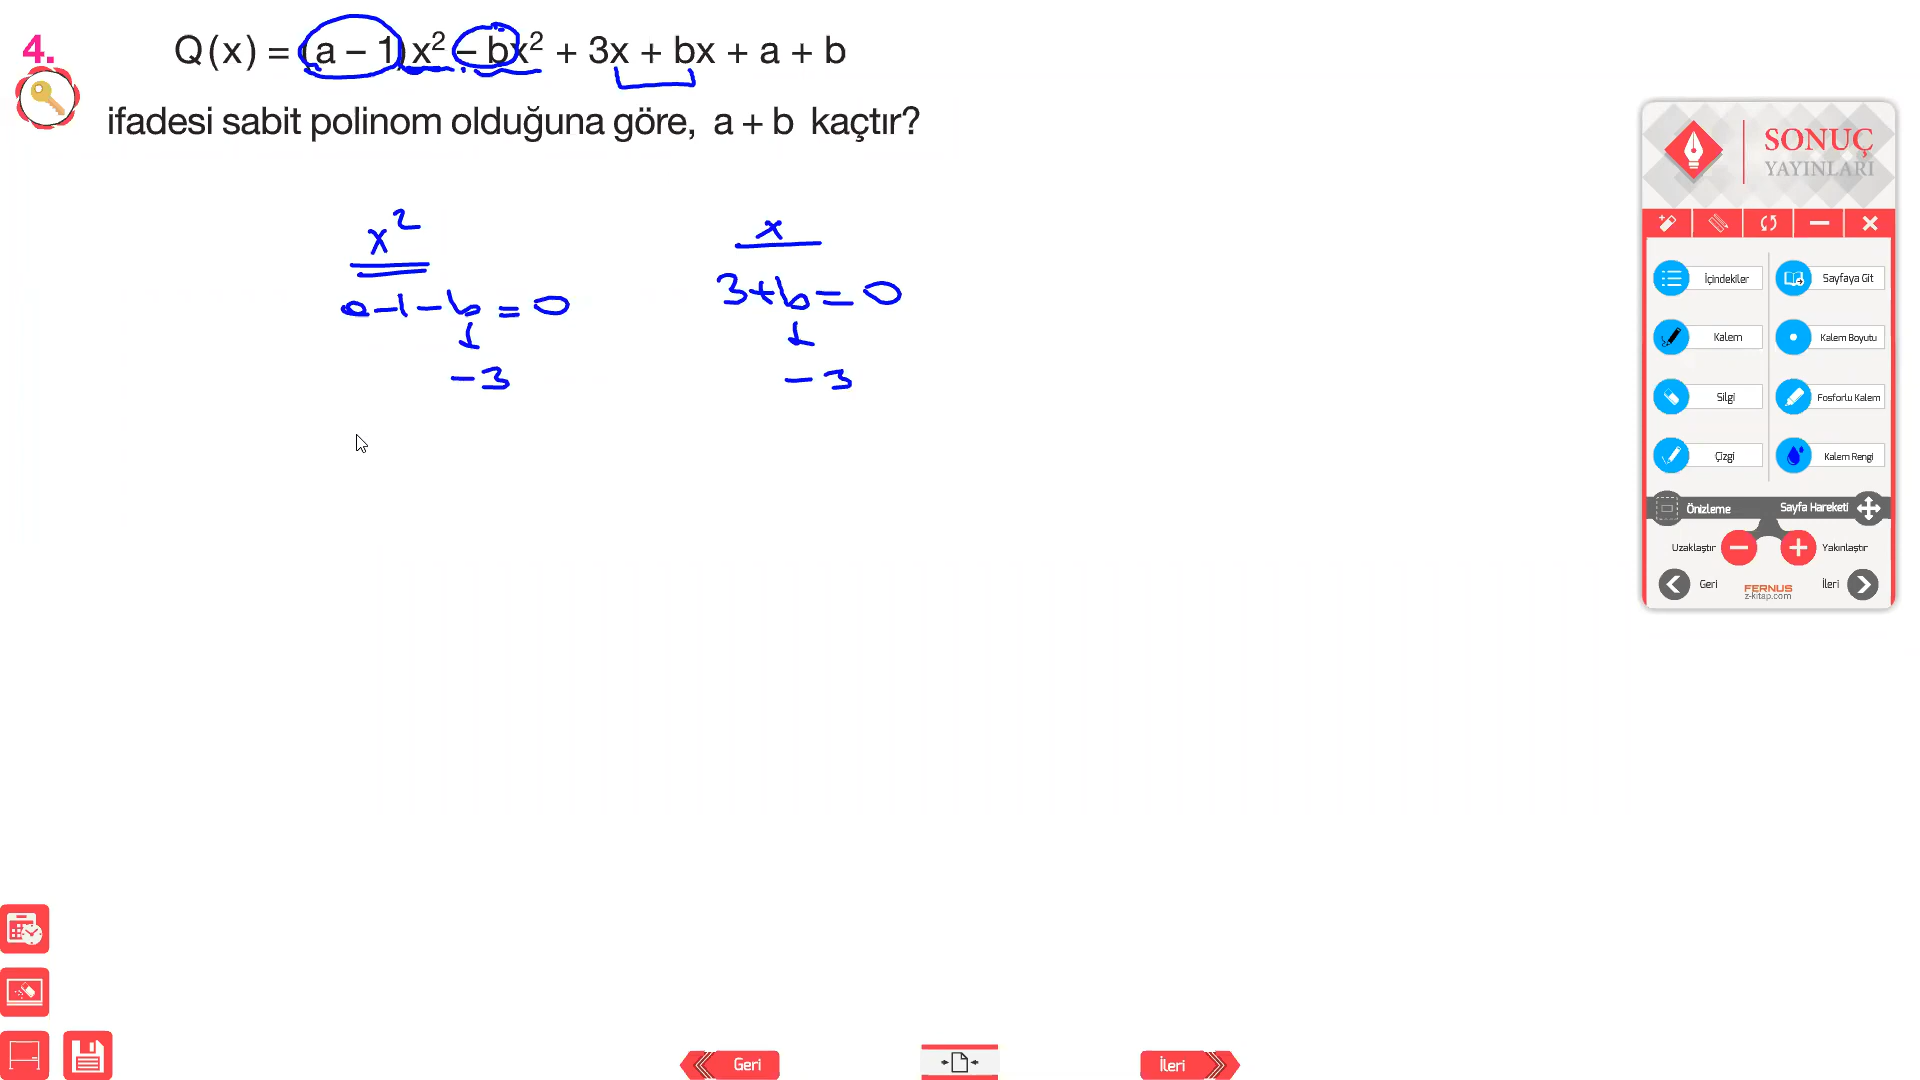 4. Q(x) = (a − 1)x² − bx² + 3x + bx + a + b
ifadesi sabit polinom olduğuna göre, a + b kaçtır?
x²
a-1-b=0
-3
x
3+b=0
-3
SONUÇ
YAYINLARI
İçindekiler
Sayfaya Git
Kalem
Kalem Boyutu
Silgi
Fosforlu Kalem
Çizgi
Kalem Rengi
Önizleme
Sayfa Hareketi
Uzaklaştır
Yakınlaştır
Geri
FERNUS
z-kitap.com
İleri
Geri
İleri